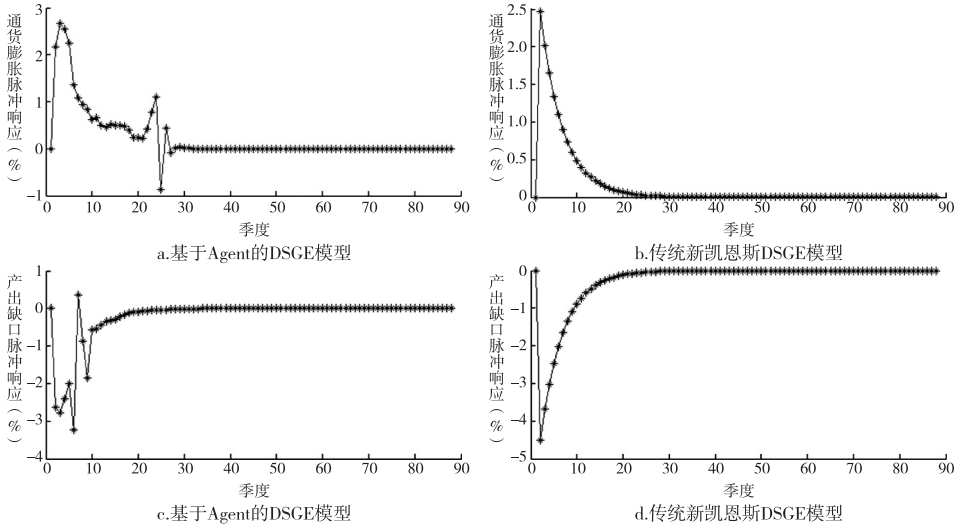 通货膨胀脉冲响应(%)
3
2
1
0
−1
0 10 20 30 40 50 60 70 80 90
季度
a.基于Agent的DSGE模型
通货膨胀脉冲响应(%)
2.5
2.0
1.5
1.0
0.5
0
0 10 20 30 40 50 60 70 80 90
季度
b.传统新凯恩斯DSGE模型
产出缺口脉冲响应(%)
1
0
−1
−2
−3
−4
0 10 20 30 40 50 60 70 80 90
季度
c.基于Agent的DSGE模型
产出缺口脉冲响应(%)
0
−1
−2
−3
−4
−5
0 10 20 30 40 50 60 70 80 90
季度
d.传统新凯恩斯DSGE模型